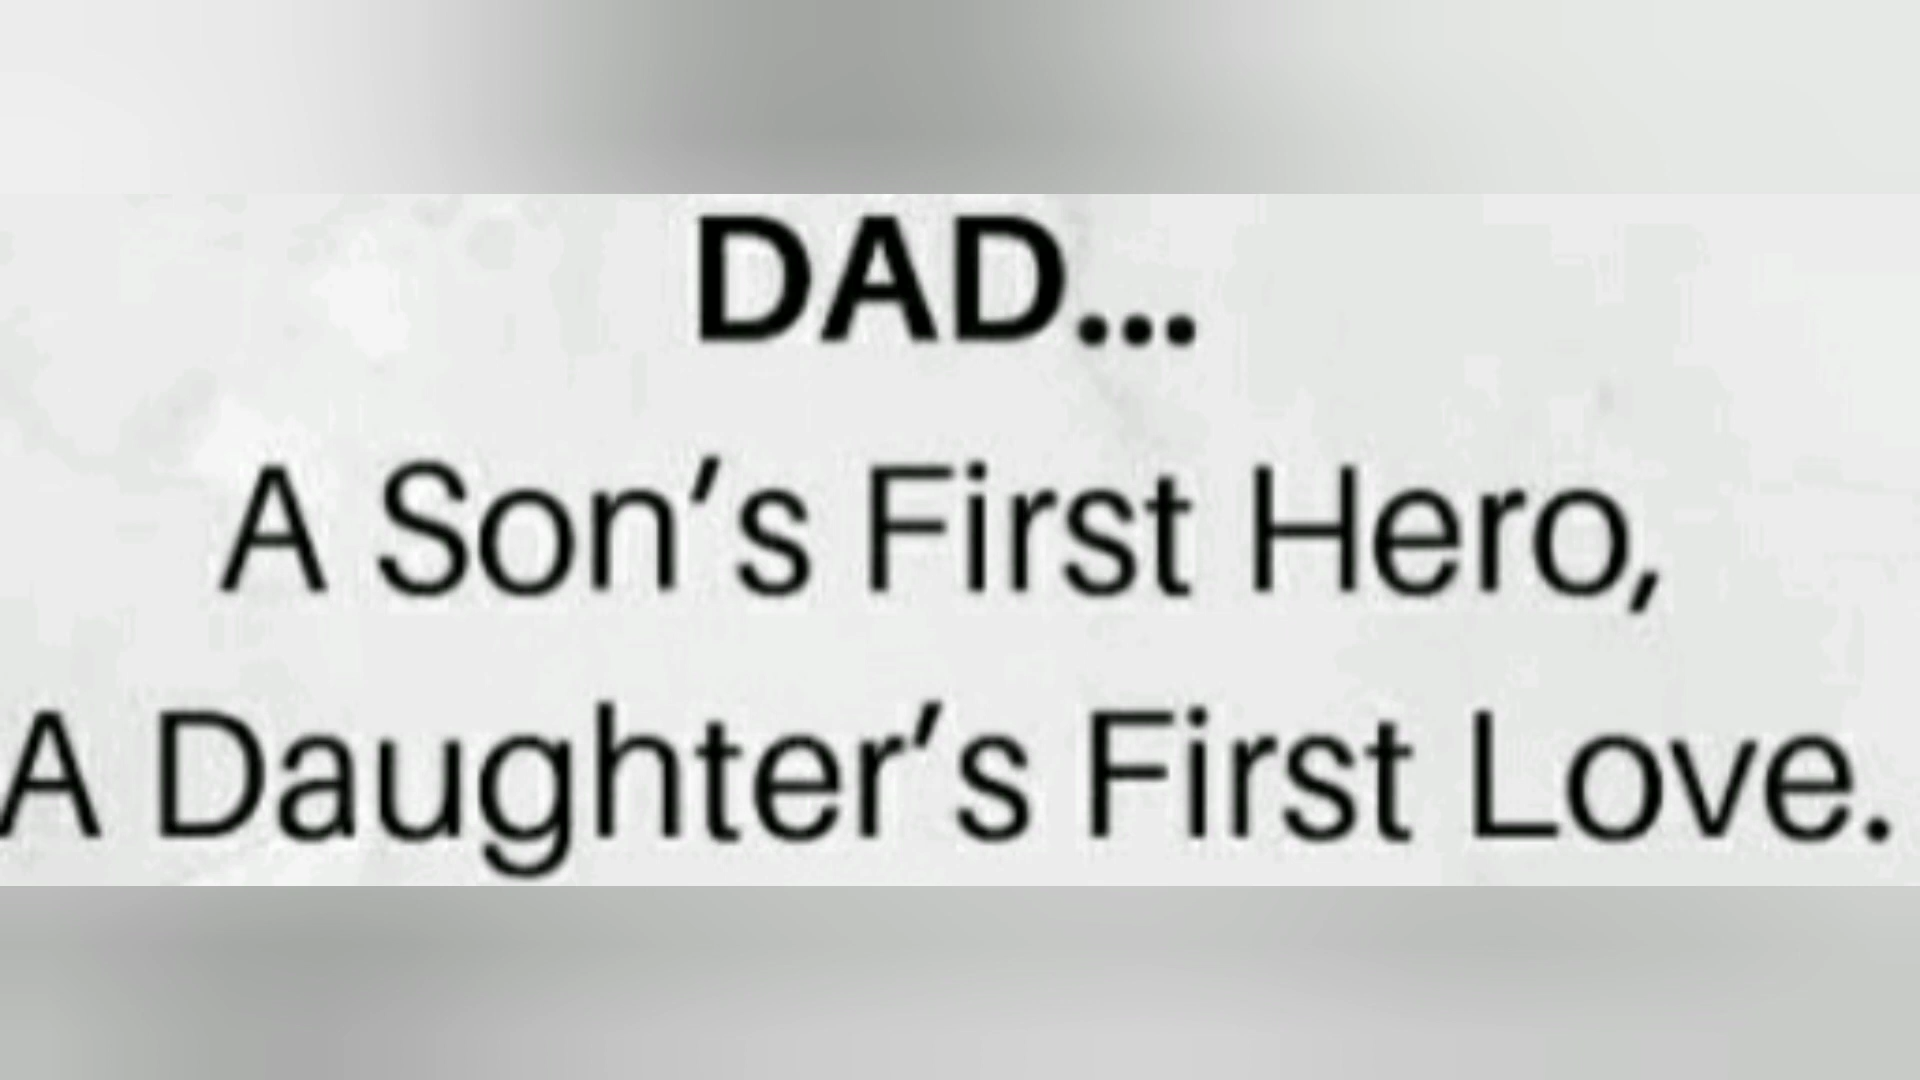 DAD...
A Son’s First Hero,
A Daughter’s First Love.